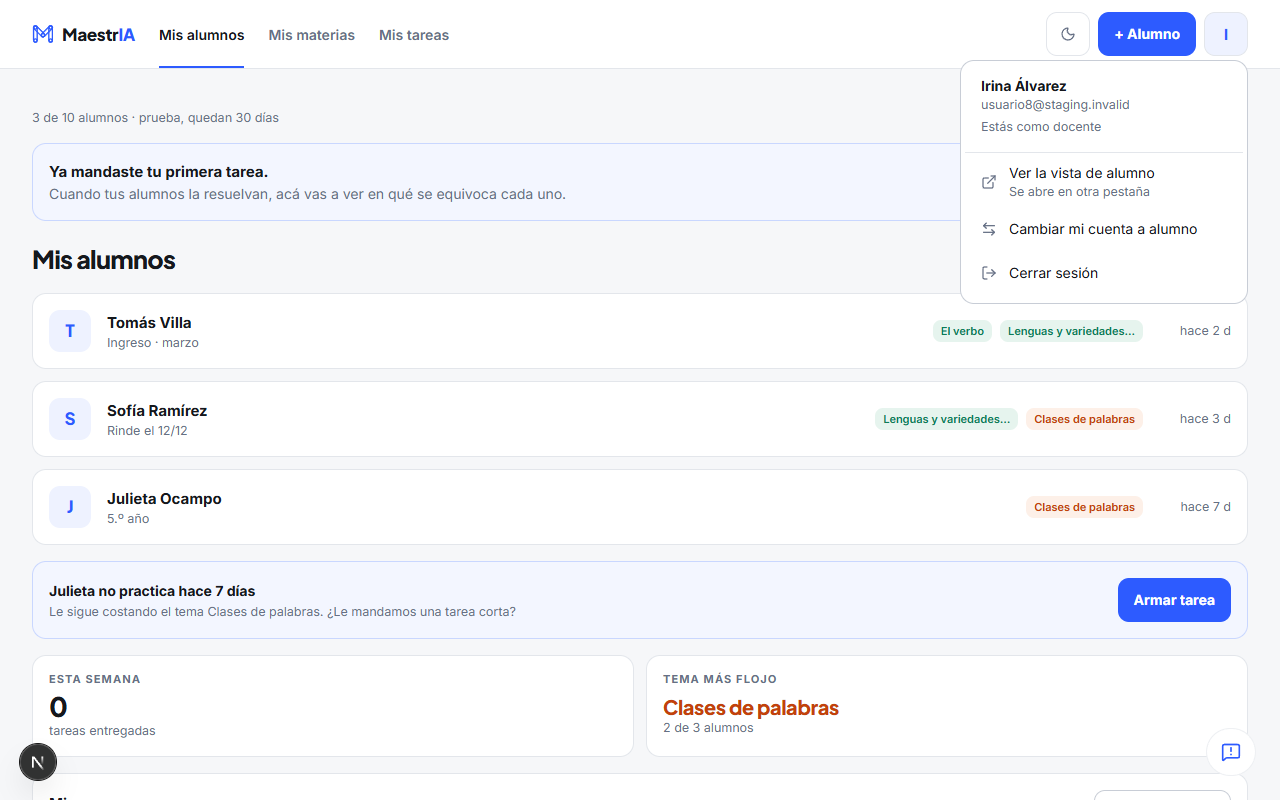 MaestrIA
Mis alumnos
Mis materias
Mis tareas
+ Alumno
I
Irina Álvarez
usuario8@staging.invalid
Estás como docente
Ver la vista de alumno
Se abre en otra pestaña
Cambiar mi cuenta a alumno
Cerrar sesión
3 de 10 alumnos · prueba, quedan 30 días
Ya mandaste tu primera tarea.
Cuando tus alumnos la resuelvan, acá vas a ver en qué se equivoca cada uno.
Mis alumnos
T
Tomás Villa
Ingreso · marzo
El verbo
Lenguas y variedades...
hace 2 d
S
Sofía Ramírez
Rinde el 12/12
Lenguas y variedades...
Clases de palabras
hace 3 d
J
Julieta Ocampo
5.º año
Clases de palabras
hace 7 d
Julieta no practica hace 7 días
Le sigue costando el tema Clases de palabras. ¿Le mandamos una tarea corta?
Armar tarea
ESTA SEMANA
0
tareas entregadas
TEMA MÁS FLOJO
Clases de palabras
2 de 3 alumnos
N